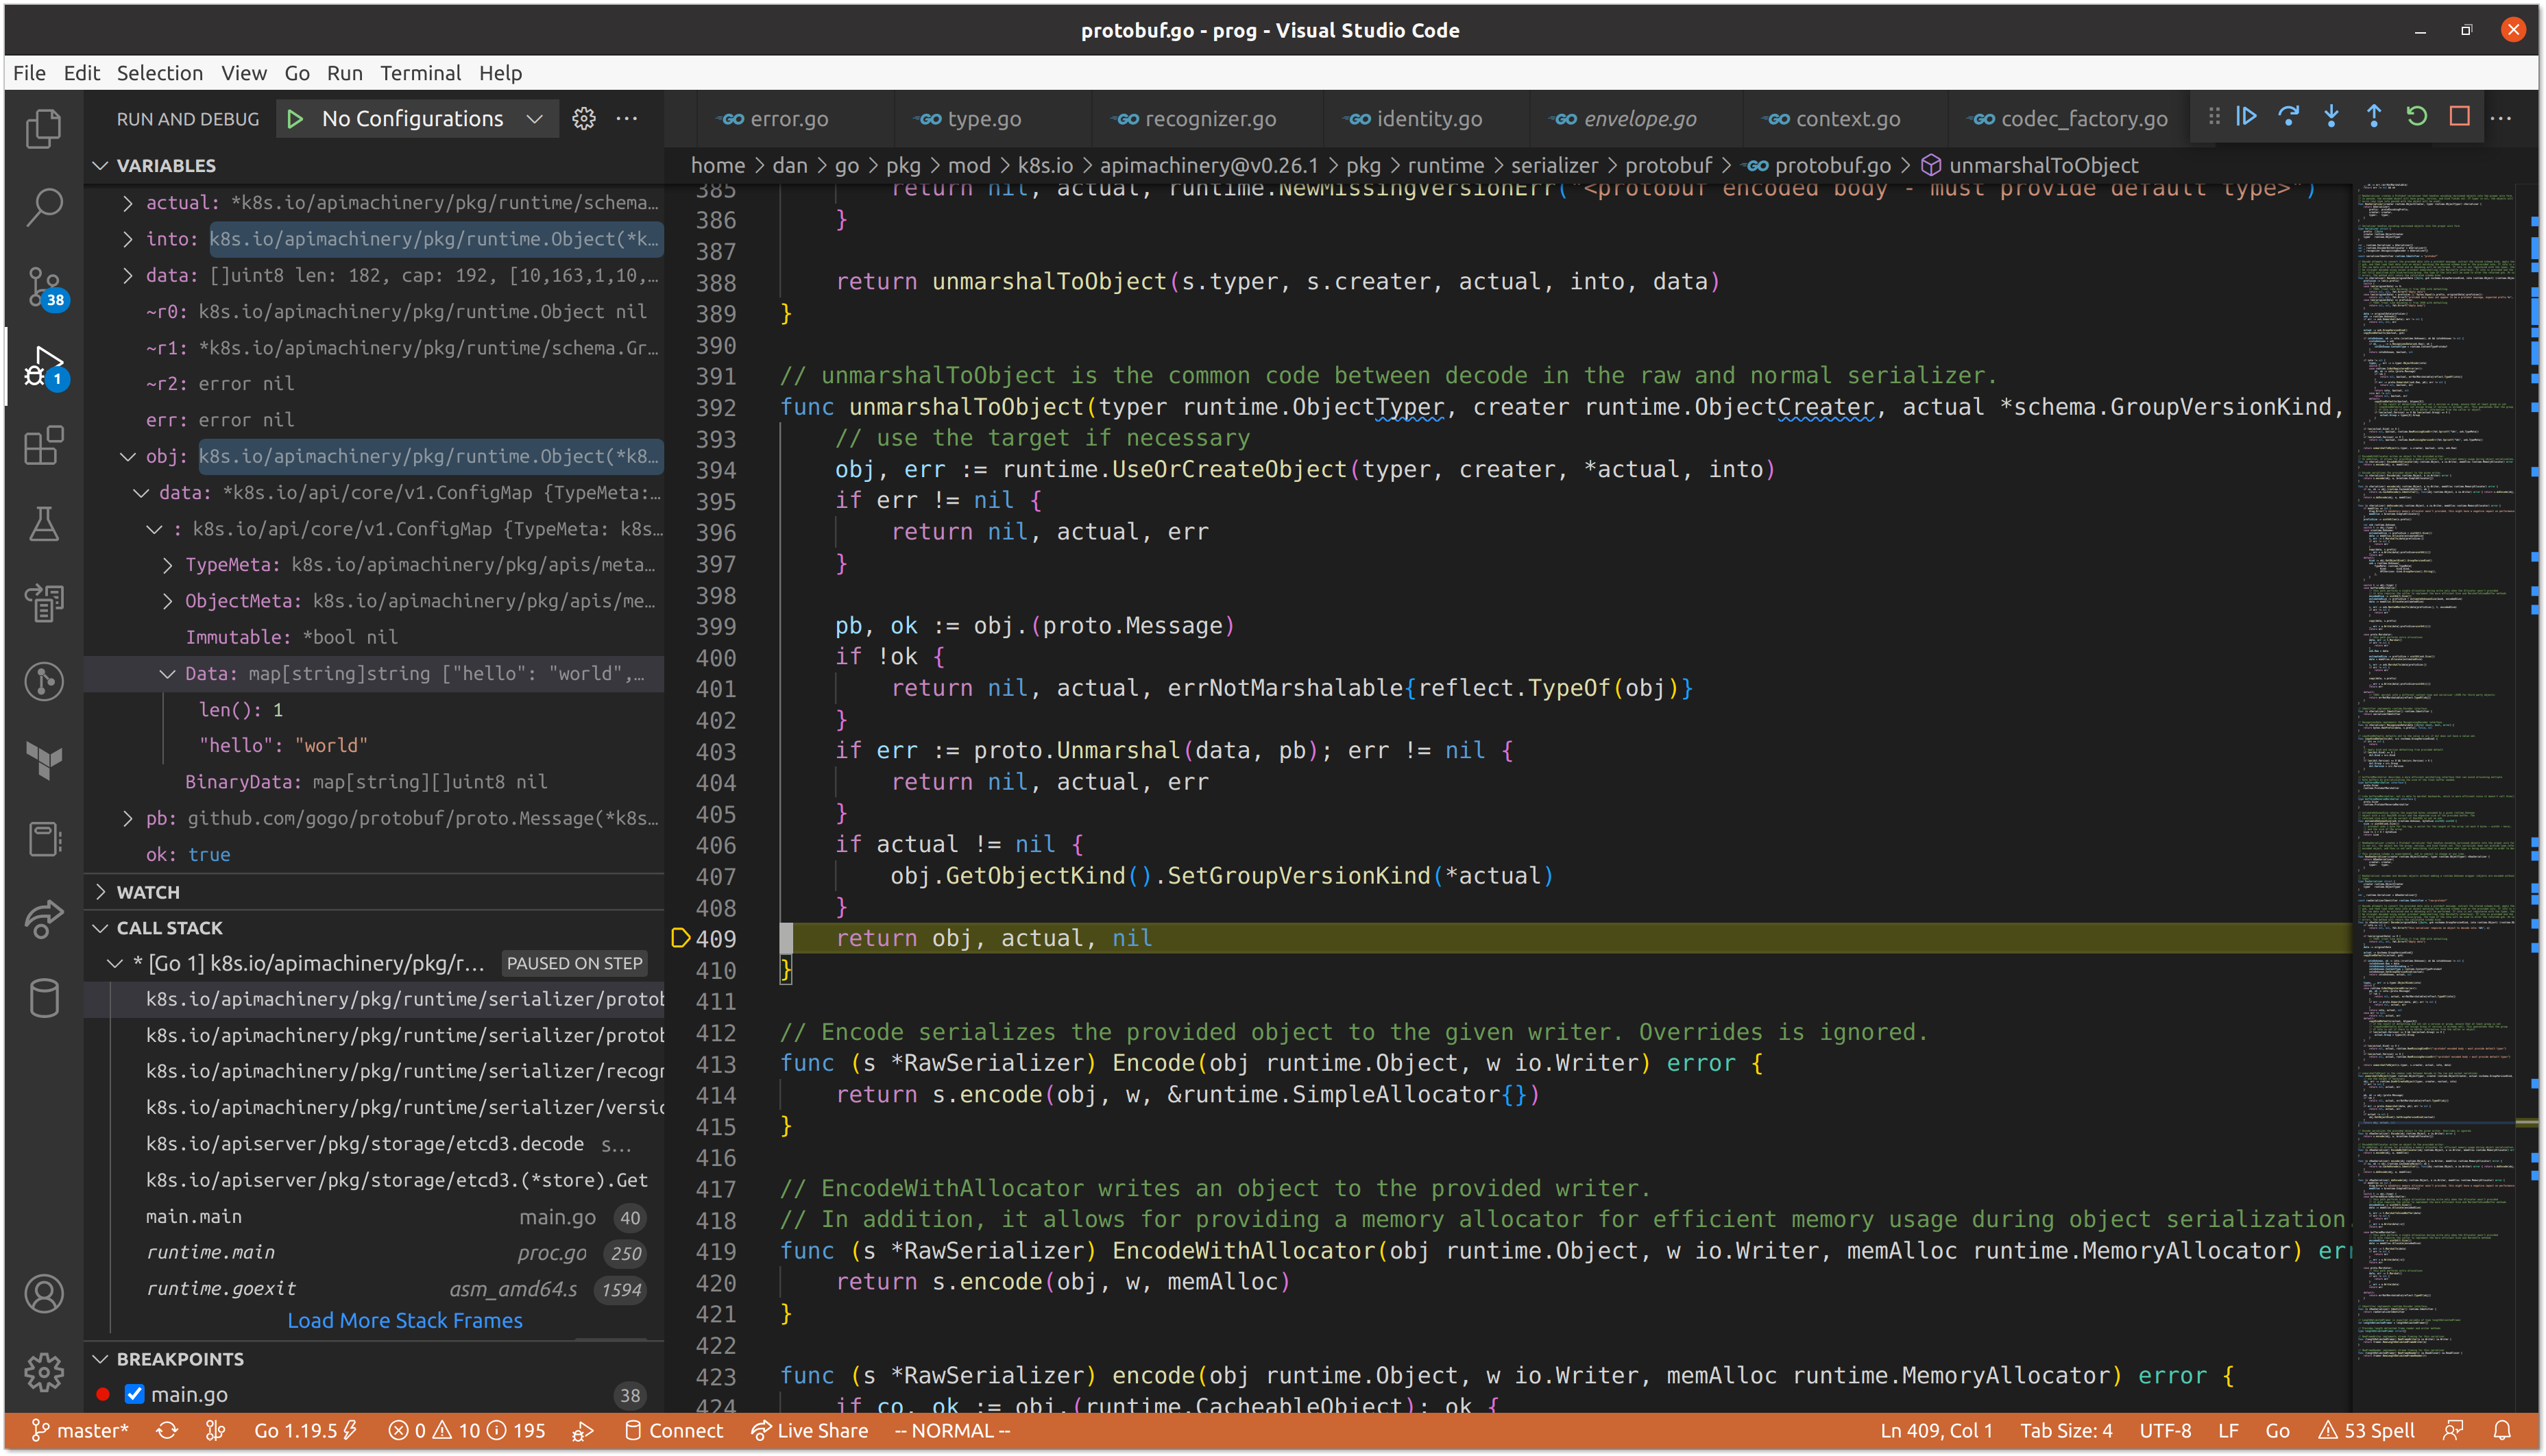 protobuf.go - prog - Visual Studio Code
File Edit Selection View Go Run Terminal Help
RUN AND DEBUG No Configurations
error.go type.go recognizer.go identity.go envelope.go context.go codec_factory.go
home > dan > go > pkg > mod > k8s.io > apimachinery@v0.26.1 > pkg > runtime > serializer > protobuf > protobuf.go > unmarshalToObject
VARIABLES
actual: *k8s.io/apimachinery/pkg/runtime/schema...
into: k8s.io/apimachinery/pkg/runtime.Object(*k...
data: []uint8 len: 182, cap: 192, [10,163,1,10,...
~r0: k8s.io/apimachinery/pkg/runtime.Object nil
~r1: *k8s.io/apimachinery/pkg/runtime/schema.Gr...
~r2: error nil
err: error nil
obj: k8s.io/apimachinery/pkg/runtime.Object(*k8...
data: *k8s.io/api/core/v1.ConfigMap {TypeMeta:...
: k8s.io/api/core/v1.ConfigMap {TypeMeta: k8s...
TypeMeta: k8s.io/apimachinery/pkg/apis/meta...
ObjectMeta: k8s.io/apimachinery/pkg/apis/me...
Immutable: *bool nil
Data: map[string]string ["hello": "world",...
len(): 1
"hello": "world"
BinaryData: map[string][]uint8 nil
pb: github.com/gogo/protobuf/proto.Message(*k8s...
ok: true
WATCH
CALL STACK
* [Go 1] k8s.io/apimachinery/pkg/r... PAUSED ON STEP
k8s.io/apimachinery/pkg/runtime/serializer/protob
k8s.io/apimachinery/pkg/runtime/serializer/protob
k8s.io/apimachinery/pkg/runtime/serializer/recogn
k8s.io/apimachinery/pkg/runtime/serializer/versio
k8s.io/apiserver/pkg/storage/etcd3.decode s...
k8s.io/apiserver/pkg/storage/etcd3.(*store).Get
main.main main.go 40
runtime.main proc.go 250
runtime.goexit asm_amd64.s 1594
Load More Stack Frames
BREAKPOINTS
main.go 38
38
1
385 return nil, actual, runtime.NewMissingVersionErr("<protobuf encoded body - must provide default type>")
386 }
387
388 return unmarshalToObject(s.typer, s.creater, actual, into, data)
389 }
390
391 // unmarshalToObject is the common code between decode in the raw and normal serializer.
392 func unmarshalToObject(typer runtime.ObjectTyper, creater runtime.ObjectCreater, actual *schema.GroupVersionKind,
393 // use the target if necessary
394 obj, err := runtime.UseOrCreateObject(typer, creater, *actual, into)
395 if err != nil {
396 return nil, actual, err
397 }
398
399 pb, ok := obj.(proto.Message)
400 if !ok {
401 return nil, actual, errNotMarshalable{reflect.TypeOf(obj)}
402 }
403 if err := proto.Unmarshal(data, pb); err != nil {
404 return nil, actual, err
405 }
406 if actual != nil {
407 obj.GetObjectKind().SetGroupVersionKind(*actual)
408 }
409 return obj, actual, nil
410 }
411
412 // Encode serializes the provided object to the given writer. Overrides is ignored.
413 func (s *RawSerializer) Encode(obj runtime.Object, w io.Writer) error {
414 return s.encode(obj, w, &runtime.SimpleAllocator{})
415 }
416
417 // EncodeWithAllocator writes an object to the provided writer.
418 // In addition, it allows for providing a memory allocator for efficient memory usage during object serialization
419 func (s *RawSerializer) EncodeWithAllocator(obj runtime.Object, w io.Writer, memAlloc runtime.MemoryAllocator) err
420 return s.encode(obj, w, memAlloc)
421 }
422
423 func (s *RawSerializer) encode(obj runtime.Object, w io.Writer, memAlloc runtime.MemoryAllocator) error {
424 if co, ok := obj.(runtime.CacheableObject); ok {
master* Go 1.19.5 0 10 195 Connect Live Share -- NORMAL -- Ln 409, Col 1 Tab Size: 4 UTF-8 LF Go 53 Spell